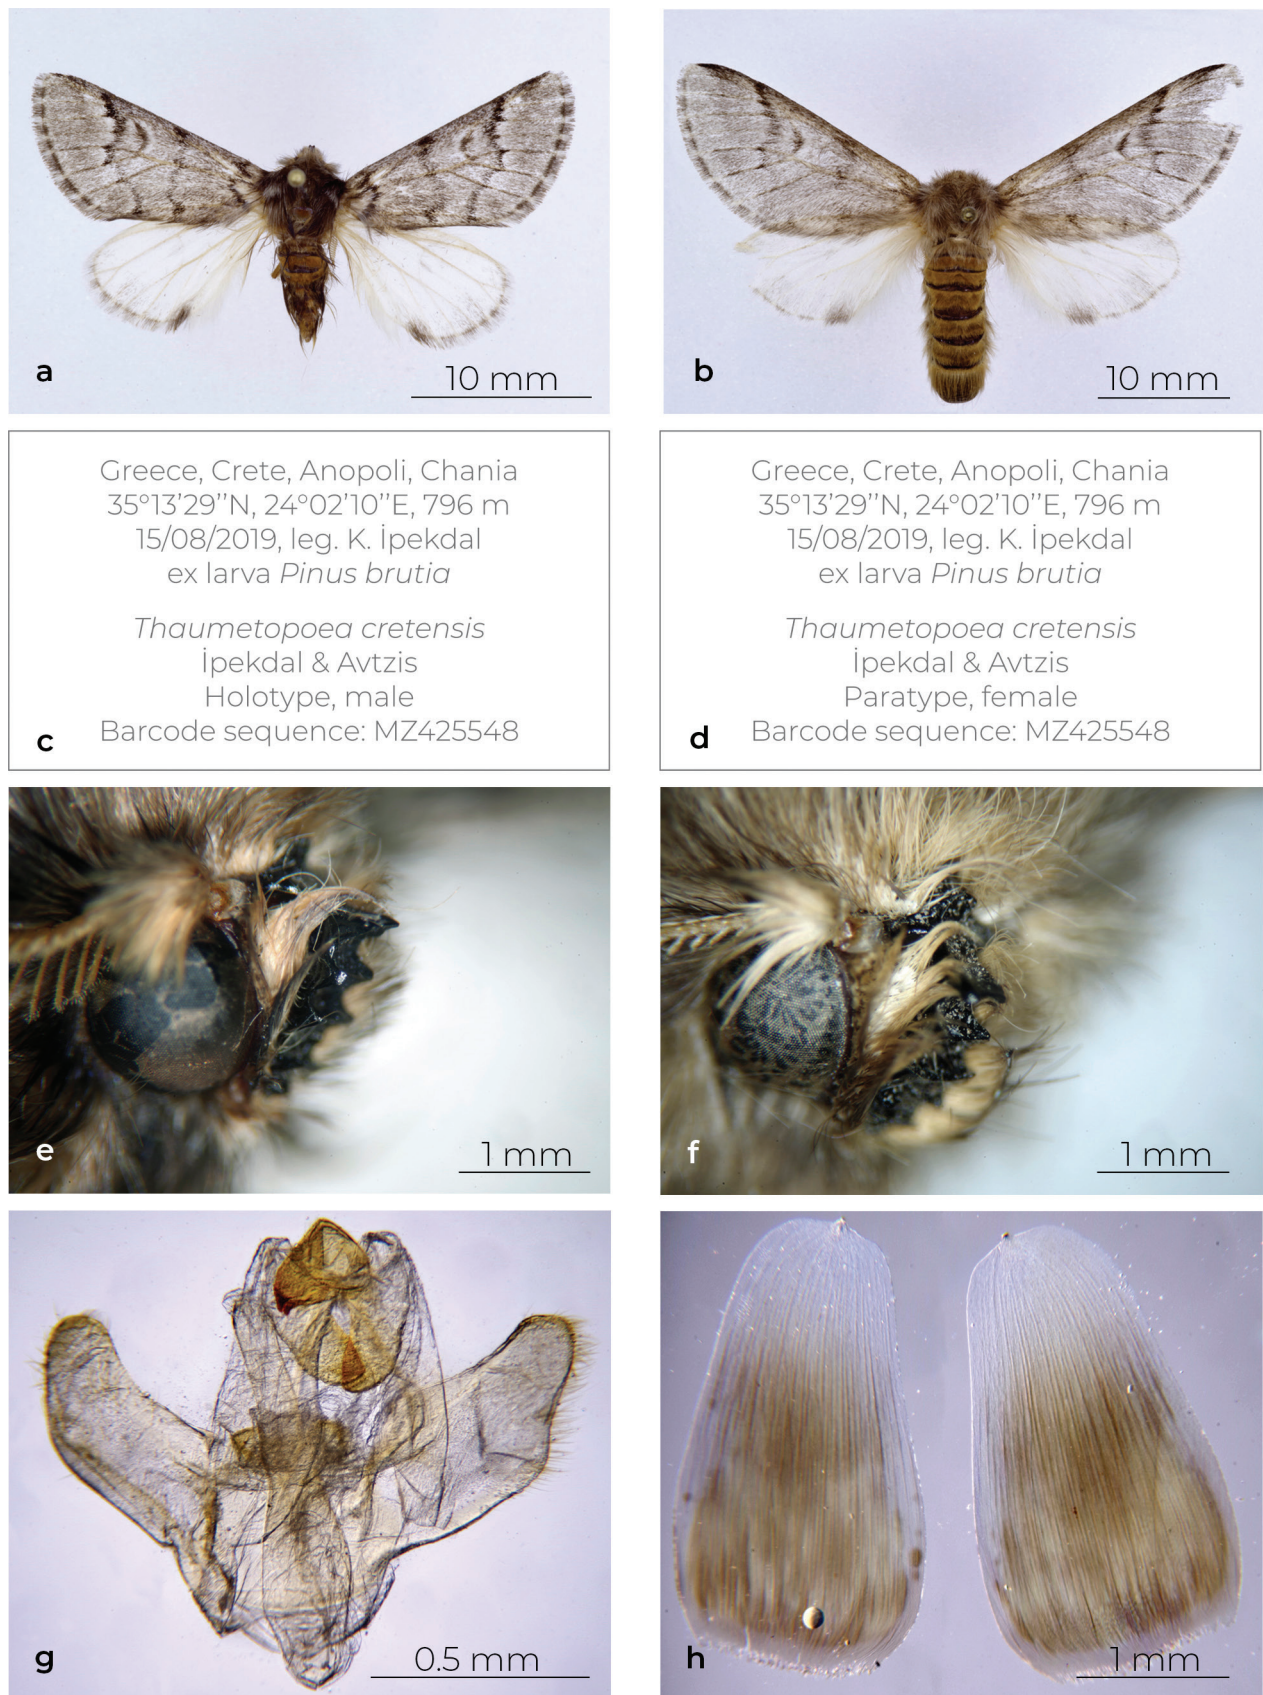 a
10 mm
b
10 mm
Greece, Crete, Anopoli, Chania
35°13’29’’N, 24°02’10’’E, 796 m
15/08/2019, leg. K. İpekdal
ex larva Pinus brutia
Thaumetopoea cretensis
İpekdal & Avtzis
Holotype, male
Barcode sequence: MZ425548
c
Greece, Crete, Anopoli, Chania
35°13’29’’N, 24°02’10’’E, 796 m
15/08/2019, leg. K. İpekdal
ex larva Pinus brutia
Thaumetopoea cretensis
İpekdal & Avtzis
Paratype, female
Barcode sequence: MZ425548
d
e
1 mm
f
1 mm
g
0.5 mm
h
1 mm